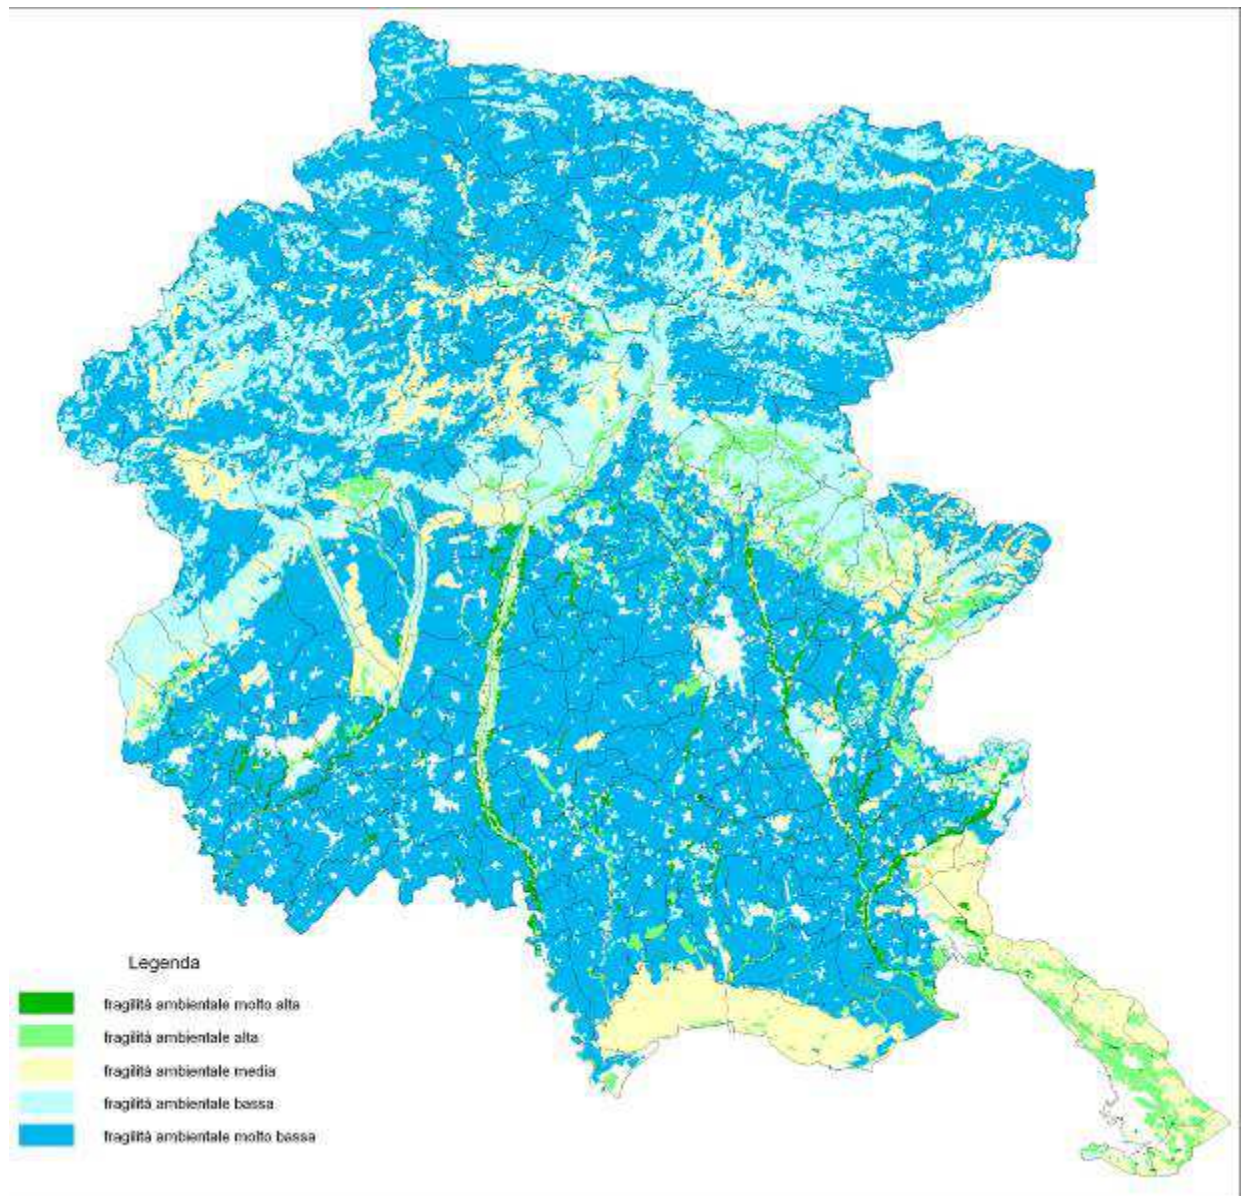 Legenda
fragilità ambientale molto alta
fragilità ambientale alta
fragilità ambientale media
fragilità ambientale bassa
fragilità ambientale molto bassa